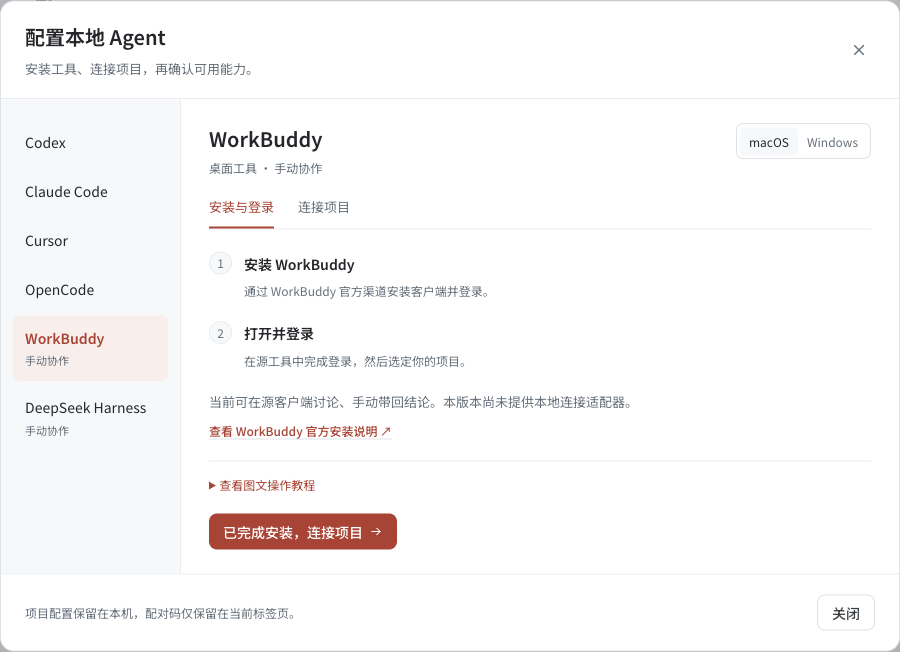 配置本地 Agent
安装工具、连接项目，再确认可用能力。
Codex
Claude Code
Cursor
OpenCode
WorkBuddy
手动协作
DeepSeek Harness
手动协作
WorkBuddy
桌面工具 · 手动协作
macOS Windows
安装与登录 连接项目
1 安装 WorkBuddy
通过 WorkBuddy 官方渠道安装客户端并登录。
2 打开并登录
在源工具中完成登录，然后选定你的项目。
当前可在源客户端讨论、手动带回结论。本版本尚未提供本地连接适配器。
查看 WorkBuddy 官方安装说明 ↗
▶ 查看图文操作教程
已完成安装，连接项目 →
项目配置保留在本机，配对码仅保留在当前标签页。
关闭